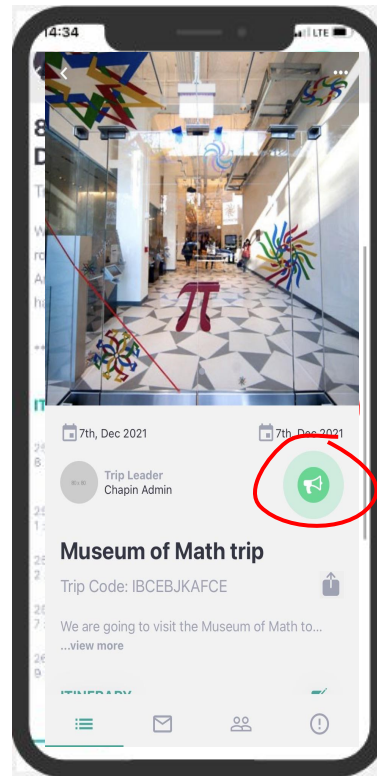 14:34
LTE
π
7th, Dec 2021
7th, Dec 2021
Trip Leader
Chapin Admin
Museum of Math trip
Trip Code: IBCEBJKAFCE
We are going to visit the Museum of Math to...
...view more
ITINERARY